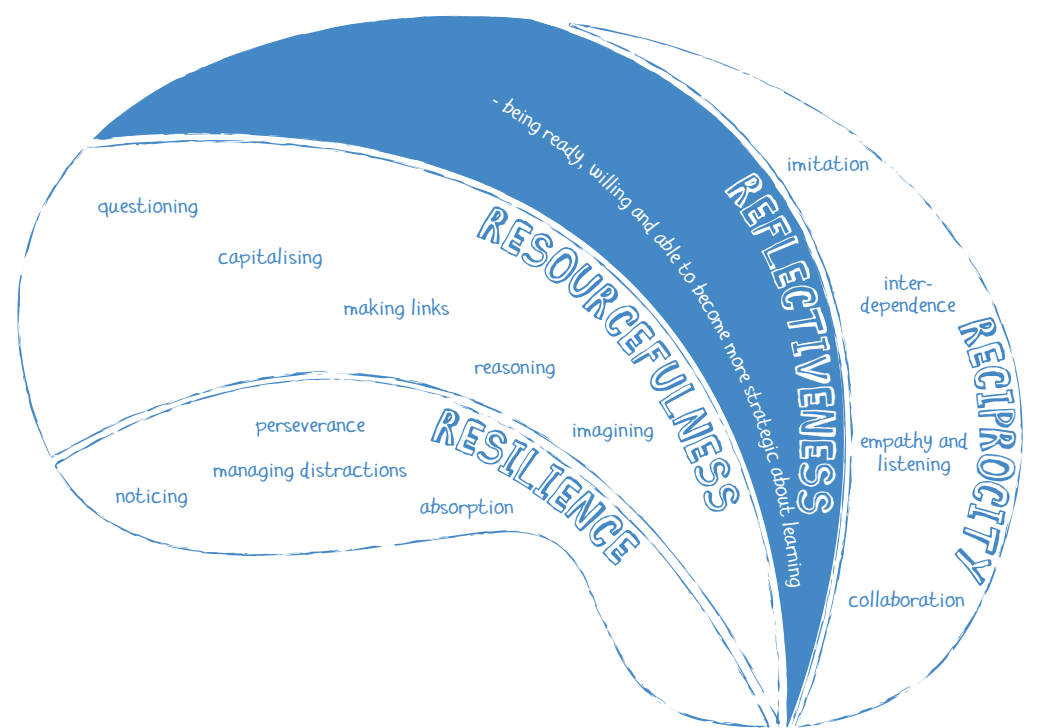 questioning
capitalising
making links
reasoning
imagining
RESOURCEFULNESS
perseverance
managing distractions
noticing
absorption
RESILIENCE
- being ready, willing and able to become more strategic about learning
REFLECTIVENESS
imitation
inter-
dependence
empathy and
listening
collaboration
RECIPROCITY